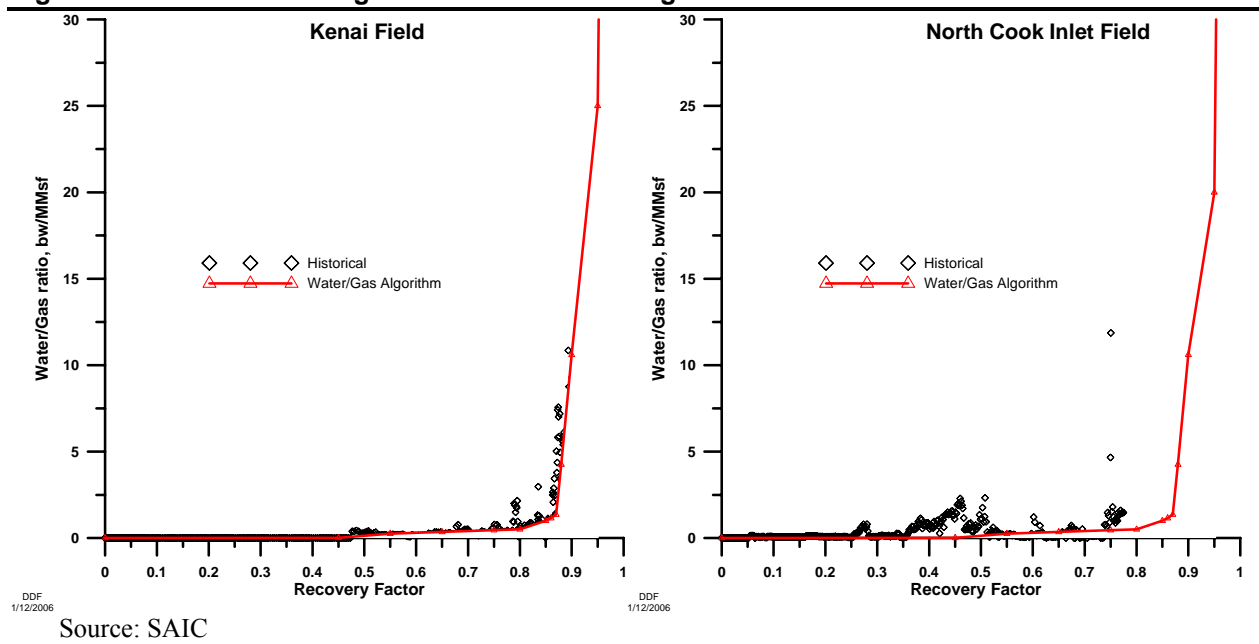 Kenai Field
30
25
20
15
10
5
0
Water/Gas ratio, bw/MMsf
Historical
Water/Gas Algorithm
0 0.1 0.2 0.3 0.4 0.5 0.6 0.7 0.8 0.9 1
Recovery Factor
DDF
1/12/2006
North Cook Inlet Field
30
25
20
15
10
5
0
Water/Gas ratio, bw/MMsf
Historical
Water/Gas Algorithm
0 0.1 0.2 0.3 0.4 0.5 0.6 0.7 0.8 0.9 1
Recovery Factor
DDF
1/12/2006
Source: SAIC